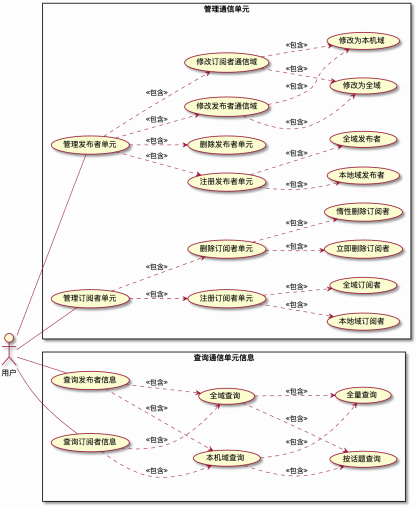 管理通信单元
修改为本机域
«包含»
修改订阅者通信域
«包含»
修改为全域
«包含»
«包含»
修改发布者通信域
«包含»
«包含»
全域发布者
管理发布者单元
«包含»
删除发布者单元
«包含»
«包含»
注册发布者单元
本地域发布者
«包含»
惰性删除订阅者
«包含»
删除订阅者单元
立即删除订阅者
«包含»
«包含»
全域订阅者
«包含»
管理订阅者单元
«包含»
注册订阅者单元
«包含»
本地域订阅者
用户
查询通信单元信息
查询发布者信息
«包含»
全域查询
«包含»
全量查询
«包含»
«包含»
查询订阅者信息
«包含»
«包含»
本机域查询
按话题查询
«包含»
«包含»